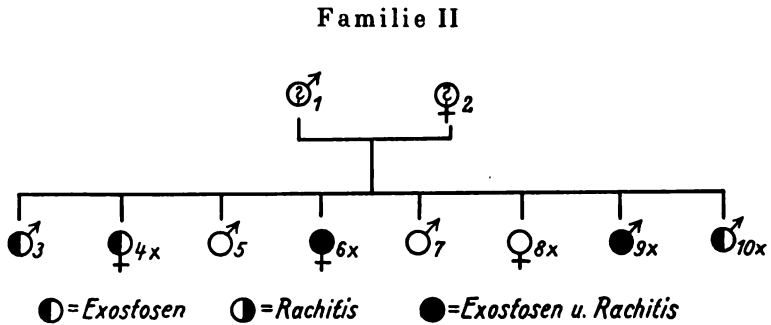 Familie II
1 2
3 4x 5 6x 7 8x 9x 10x
=Exostosen =Rachitis =Exostosen u. Rachitis